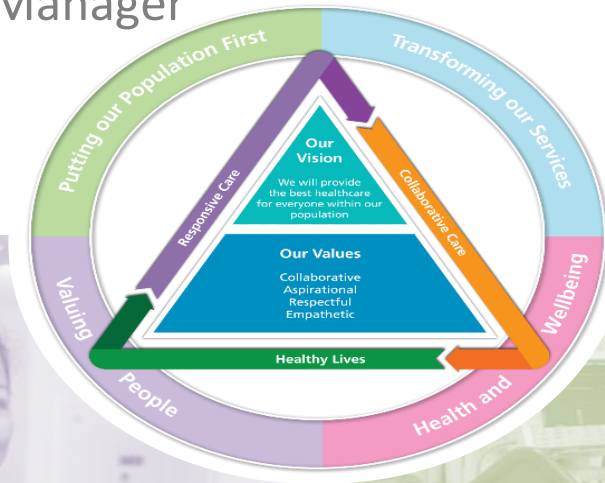 Manager
Putting our Population First
Transforming our Services
Responsive Care
Collaborative Care
Our
Vision
We will provide
the best healthcare
for everyone within our
population
Our Values
Collaborative
Aspirational
Respectful
Empathetic
Healthy Lives
Valuing People
Health and Wellbeing